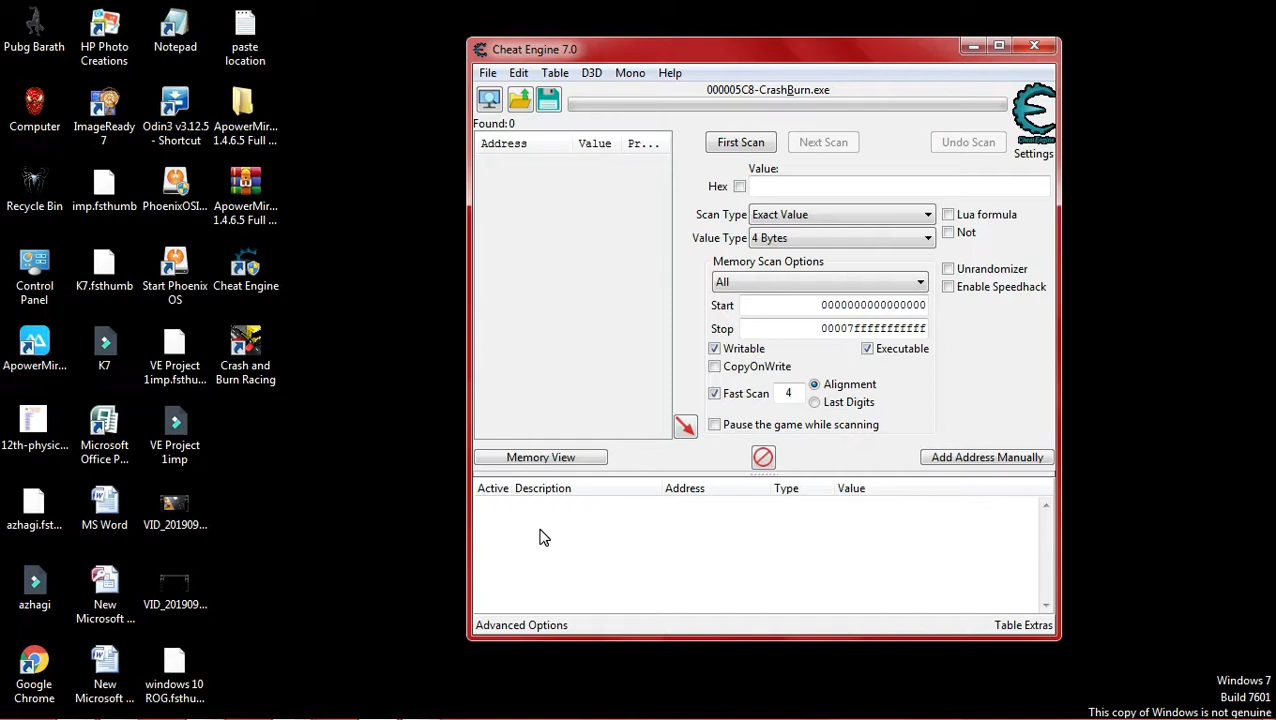 Pubg Barath
HP Photo
Creations
Notepad
paste
location
Computer
ImageReady
7
Odin3 v3.12.5
- Shortcut
ApowerMir...
1.4.6.5 Full ...
Recycle Bin
imp.fsthumb
PhoenixOSI...
ApowerMir...
1.4.6.5 Full ...
Control
Panel
K7.fsthumb
Start Phoenix
OS
Cheat Engine
ApowerMir...
K7
VE Project
1imp.fsthu...
Crash and
Burn Racing
12th-physic...
Microsoft
Office P...
VE Project
1imp
azhagi.fst...
MS Word
VID_201909...
azhagi
New
Microsoft ...
VID_201909...
Google
Chrome
New
Microsoft ...
windows 10
ROG.fsthu...
Cheat Engine 7.0
File Edit Table D3D Mono Help
000005C8-CrashBurn.exe
Found:0
Address Value Pr...
First Scan Next Scan Undo Scan
Cheat Engine
Settings
Value:
Hex
Scan Type Exact Value Lua formula
Value Type 4 Bytes Not
Memory Scan Options
All
Unrandomizer
Enable Speedhack
Start 0000000000000000
Stop 00007fffffffffff
Writable Executable
CopyOnWrite
Fast Scan 4 Alignment
Last Digits
Pause the game while scanning
Memory View Add Address Manually
Active Description Address Type Value
Advanced Options Table Extras
Windows 7
Build 7601
This copy of Windows is not genuine